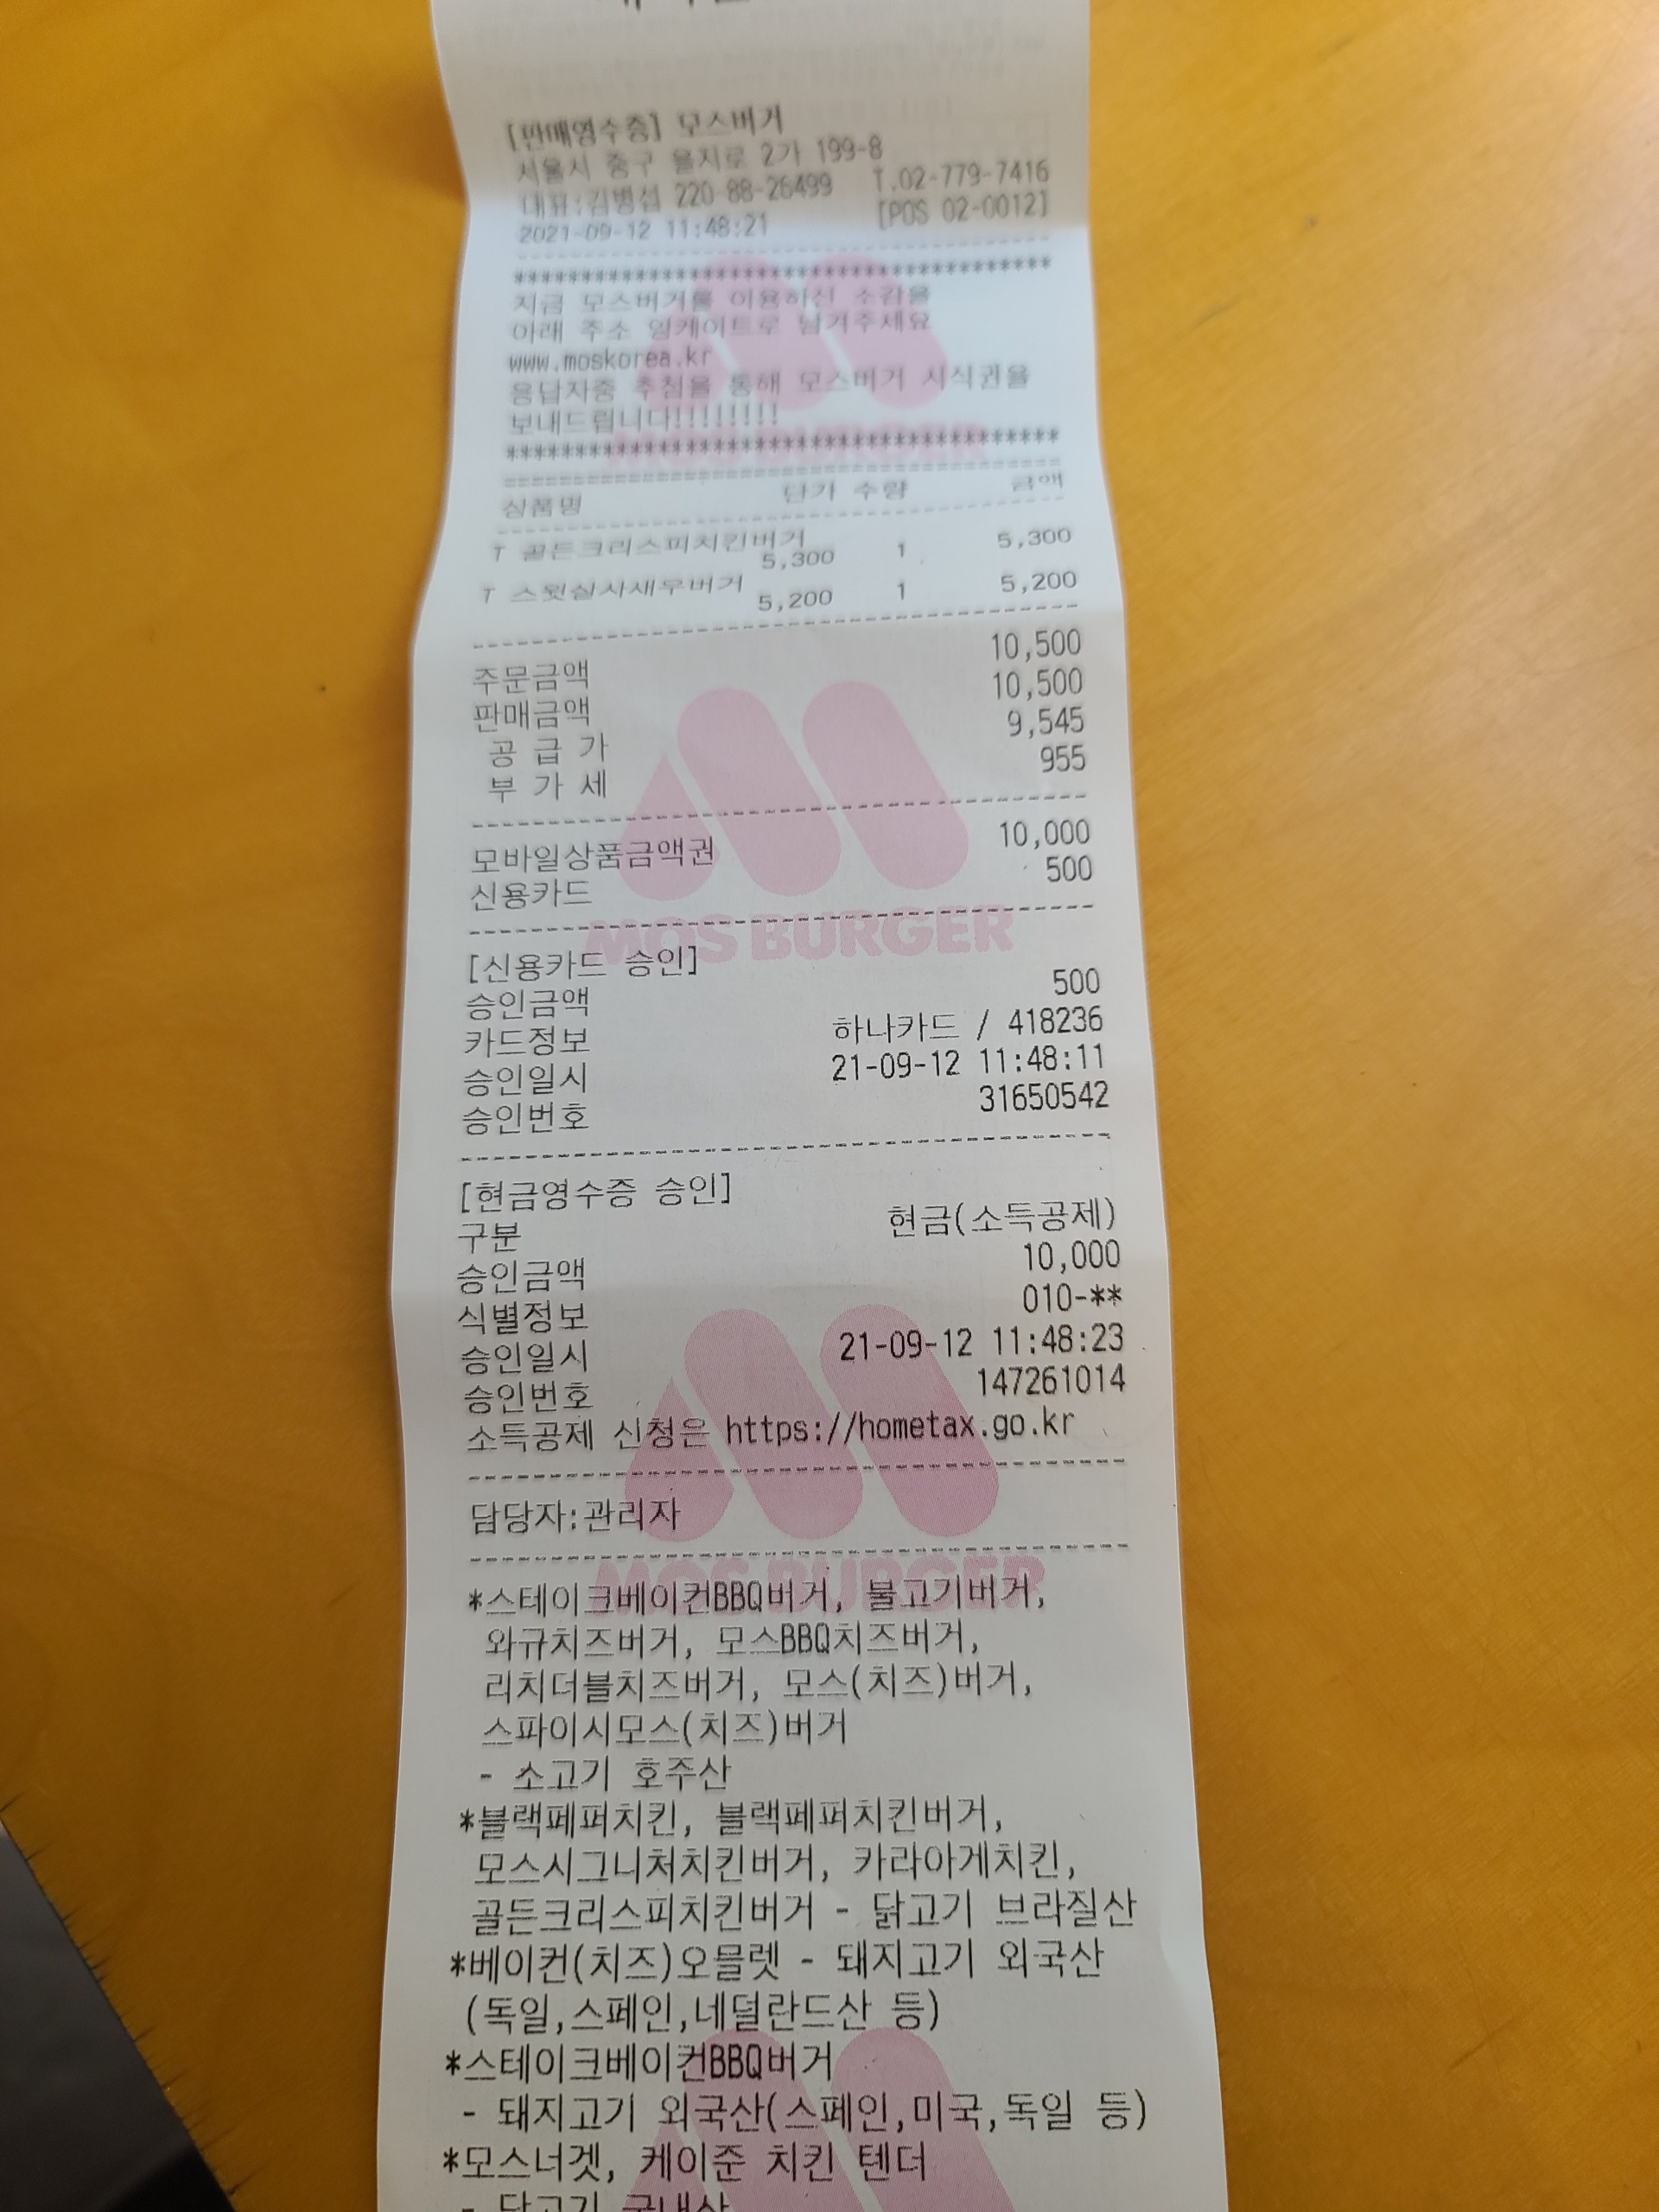 [판매영수증] 모스버거
서울시 중구 을지로 2가 199-8
대표:김병섭 220-88-26499 T.02-779-7416
2021-09-12 11:48:21 [POS 02-0012]
****************************************
지금 모스버거를 이용하신 소감을
아래 주소 앙케이트로 남겨주세요
www.moskorea.kr
응답자중 추첨을 통해 모스버거 시식권을
보내드립니다!!!!!!!!!
****************************************
상품명 단가 수량 금액
T 골든크리스피치킨버거
5,300 1 5,300
T 스윗실사새우버거
5,200 1 5,200
주문금액 10,500
판매금액 10,500
공 급 가 9,545
부 가 세 955
모바일상품금액권 10,000
신용카드 500
MOS BURGER
[신용카드 승인]
승인금액 500
카드정보 하나카드 / 418236
승인일시 21-09-12 11:48:11
승인번호 31650542
[현금영수증 승인]
구분 현금(소득공제)
승인금액 10,000
식별정보 010-**
승인일시 21-09-12 11:48:23
승인번호 147261014
소득공제 신청은 https://hometax.go.kr
담당자:관리자
MOS BURGER
*스테이크베이컨BBQ버거, 불고기버거,
와규치즈버거, 모스BBQ치즈버거,
리치더블치즈버거, 모스(치즈)버거,
스파이시모스(치즈)버거
- 소고기 호주산
*블랙페퍼치킨, 블랙페퍼치킨버거,
모스시그니처치킨버거, 카라아게치킨,
골든크리스피치킨버거 - 닭고기 브라질산
*베이컨(치즈)오믈렛 - 돼지고기 외국산
(독일,스페인,네덜란드산 등)
*스테이크베이컨BBQ버거
- 돼지고기 외국산(스페인,미국,독일 등)
*모스너겟, 케이준 치킨 텐더
- 닭고기 국내산